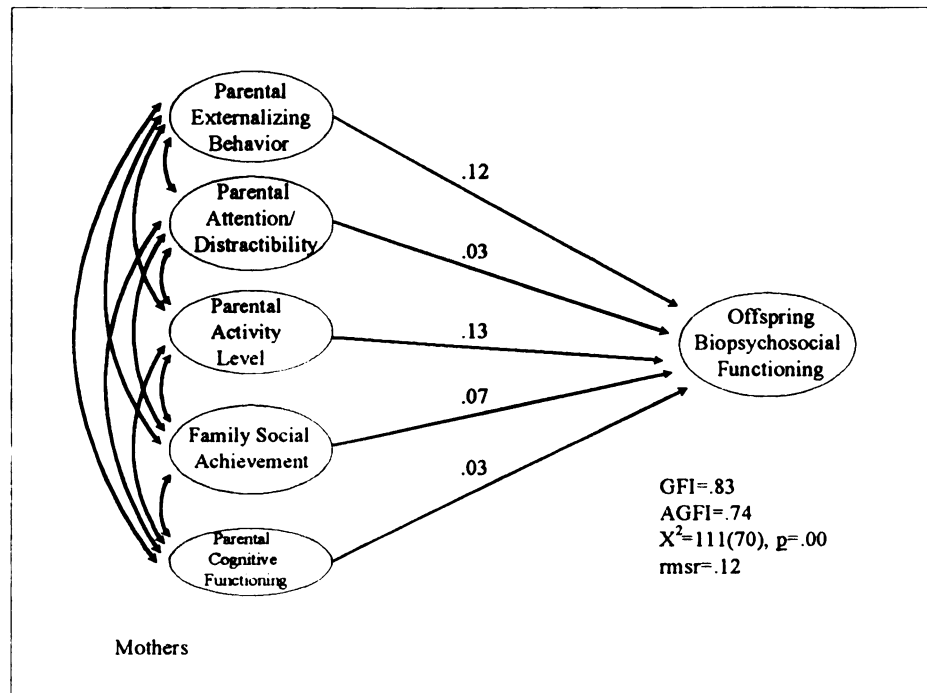 Parental
Externalizing
Behavior
.12
Parental
Attention/
Distractibility
.03
Parental
Activity
Level
.13
Offspring
Biopsychosocial
Functioning
.07
Family Social
Achievement
.03
Parental
Cognitive
Functioning
GFI=.83
AGFI=.74
X²=111(70), p=.00
rmsr=.12
Mothers